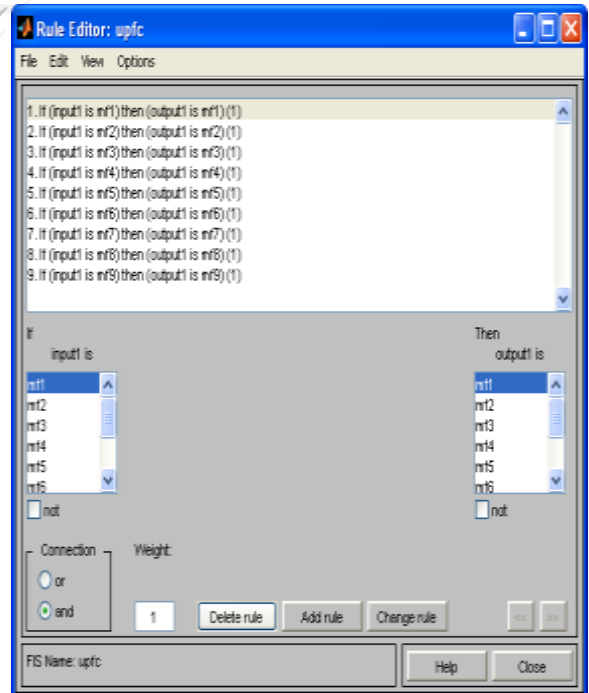 Rule Editor: upfc
File Edit View Options
1. If (input1 is mf1) then (output1 is mf1) (1)
2. If (input1 is mf2) then (output1 is mf2) (1)
3. If (input1 is mf3) then (output1 is mf3) (1)
4. If (input1 is mf4) then (output1 is mf4) (1)
5. If (input1 is mf5) then (output1 is mf5) (1)
6. If (input1 is mf6) then (output1 is mf6) (1)
7. If (input1 is mf7) then (output1 is mf7) (1)
8. If (input1 is mf8) then (output1 is mf8) (1)
9. If (input1 is mf9) then (output1 is mf9) (1)
If
input1 is
mf1
mf2
mf3
mf4
mf5
mf6
not
Then
output1 is
mf1
mf2
mf3
mf4
mf5
mf6
not
Connection
or
and
Weight:
1
Delete rule
Add rule
Change rule
<<
>>
FIS Name: upfc
Help
Close